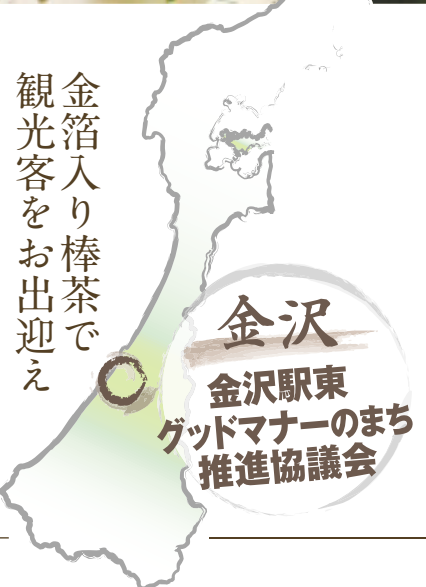 金箔入り棒茶で
観光客をお出迎え
金沢
金沢駅東
グッドマナーのまち
推進協議会